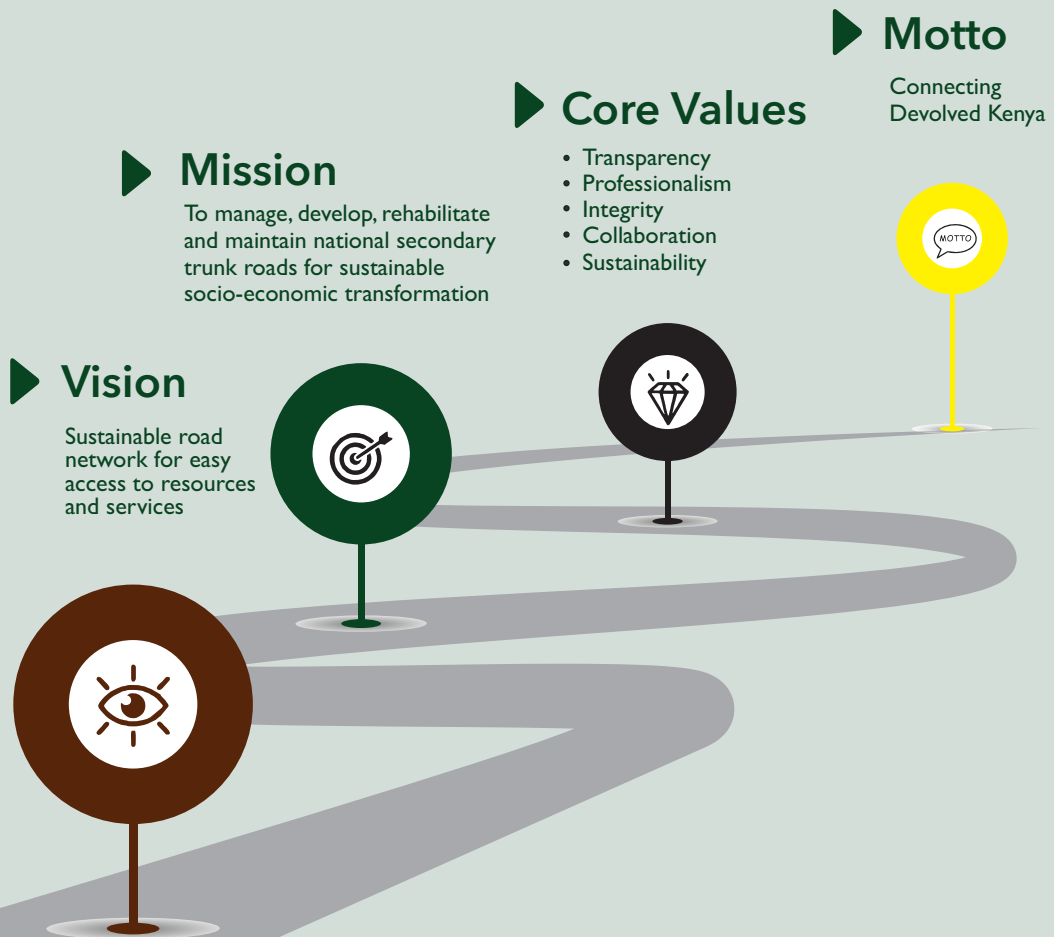 Motto
Connecting
Devolved Kenya
Core Values
• Transparency
• Professionalism
• Integrity
• Collaboration
• Sustainability
Mission
To manage, develop, rehabilitate
and maintain national secondary
trunk roads for sustainable
socio-economic transformation
Vision
Sustainable road
network for easy
access to resources
and services
MOTTO